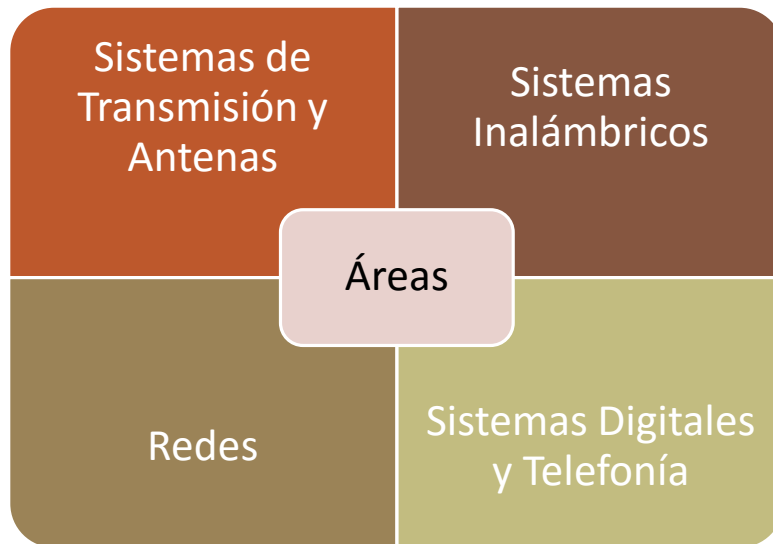 Sistemas de
Transmisión y
Antenas
Sistemas
Inalámbricos
Áreas
Redes
Sistemas Digitales
y Telefonía